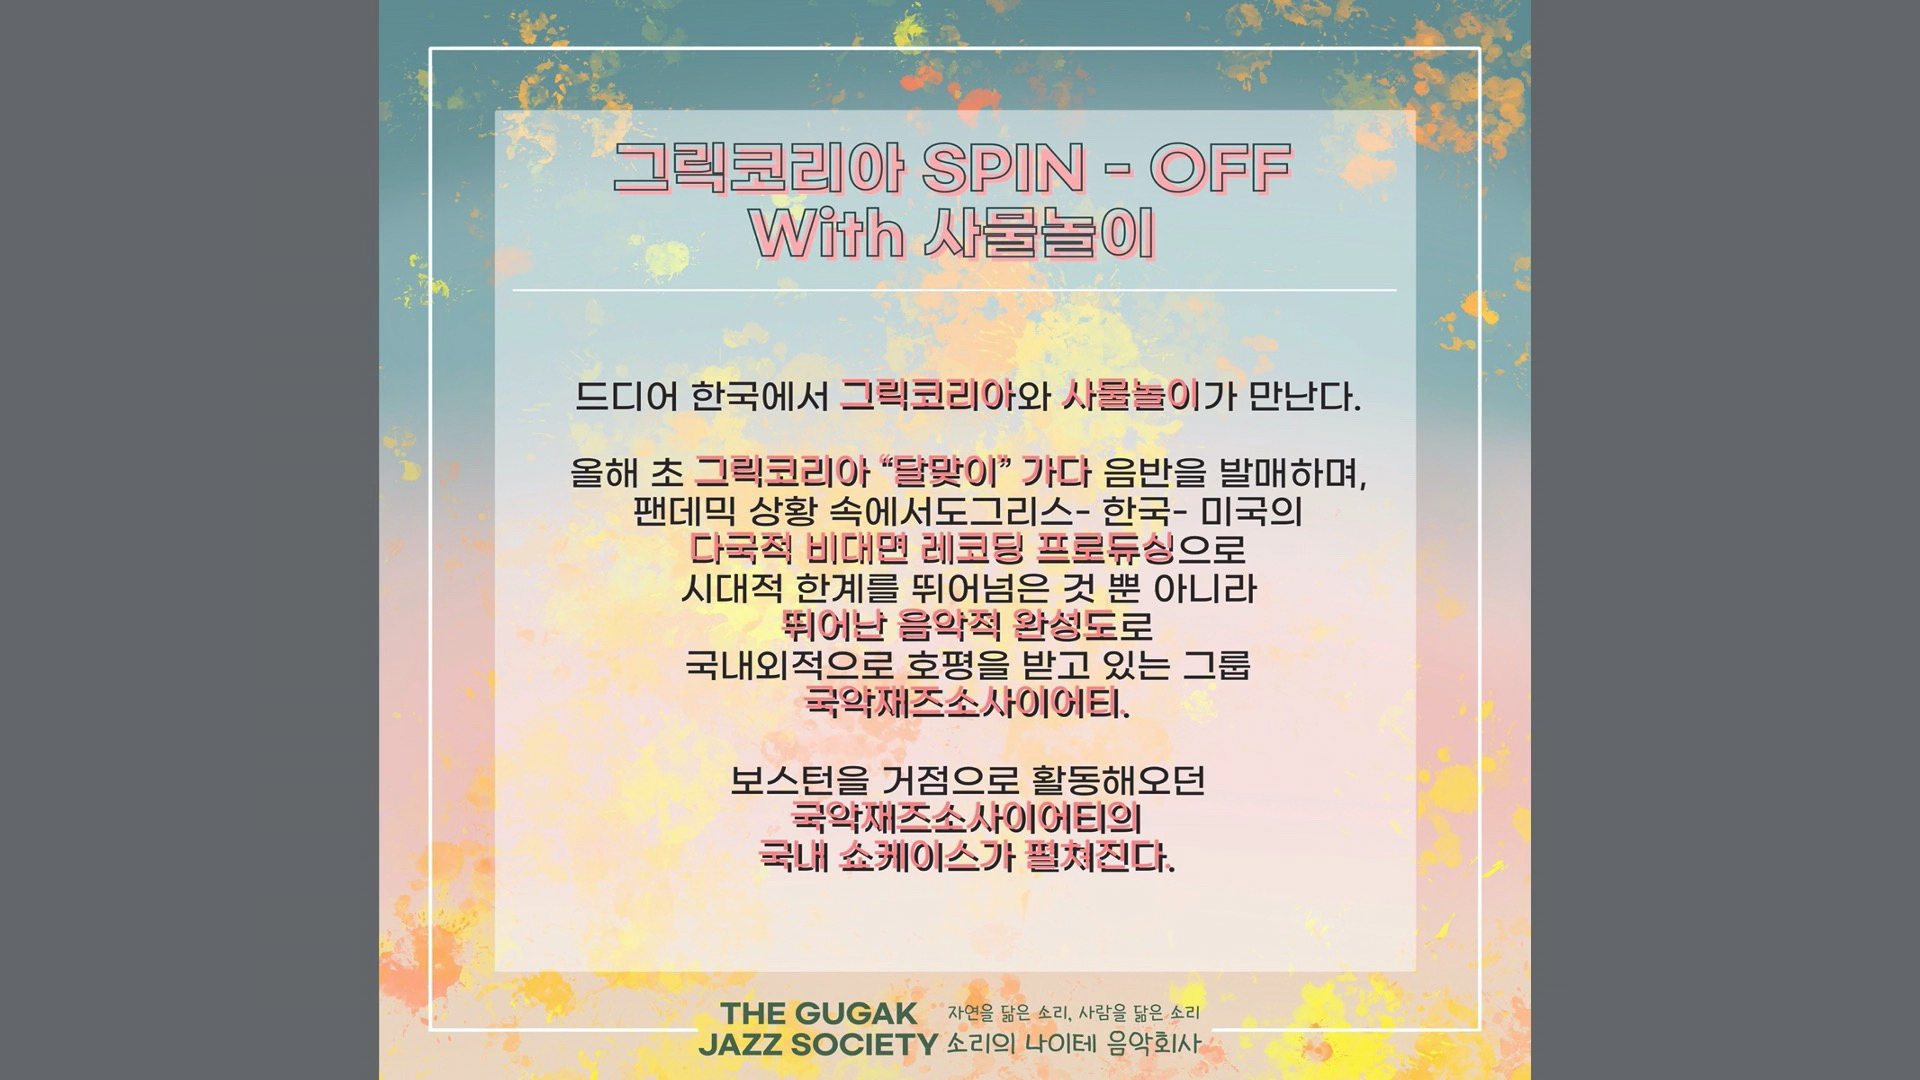 그릭코리아 SPIN - OFF
With 사물놀이
드디어 한국에서 그릭코리아와 사물놀이가 만난다.
올해 초 그릭코리아 “달맞이” 가다 음반을 발매하며,
팬데믹 상황 속에서도그리스- 한국- 미국의
다국적 비대면 레코딩 프로듀싱으로
시대적 한계를 뛰어넘은 것 뿐 아니라
뛰어난 음악적 완성도로
국내외적으로 호평을 받고 있는 그룹
국악재즈소사이어티.
보스턴을 거점으로 활동해오던
국악재즈소사이어티의
국내 쇼케이스가 펼쳐진다.
THE GUGAK
JAZZ SOCIETY
자연을 닮은 소리, 사람을 닮은 소리
소리의 나이테 음악회사